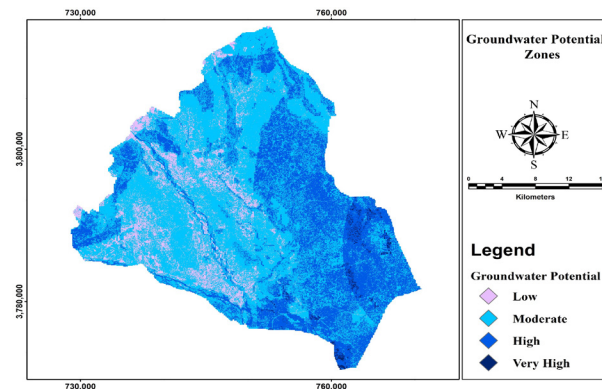 730,000
760,000
3,800,000
3,780,000
730,000
760,000
Groundwater Potential
Zones
N
W
E
S
0 2 4 8 12
Kilometers
Legend
Groundwater Potential
Low
Moderate
High
Very High